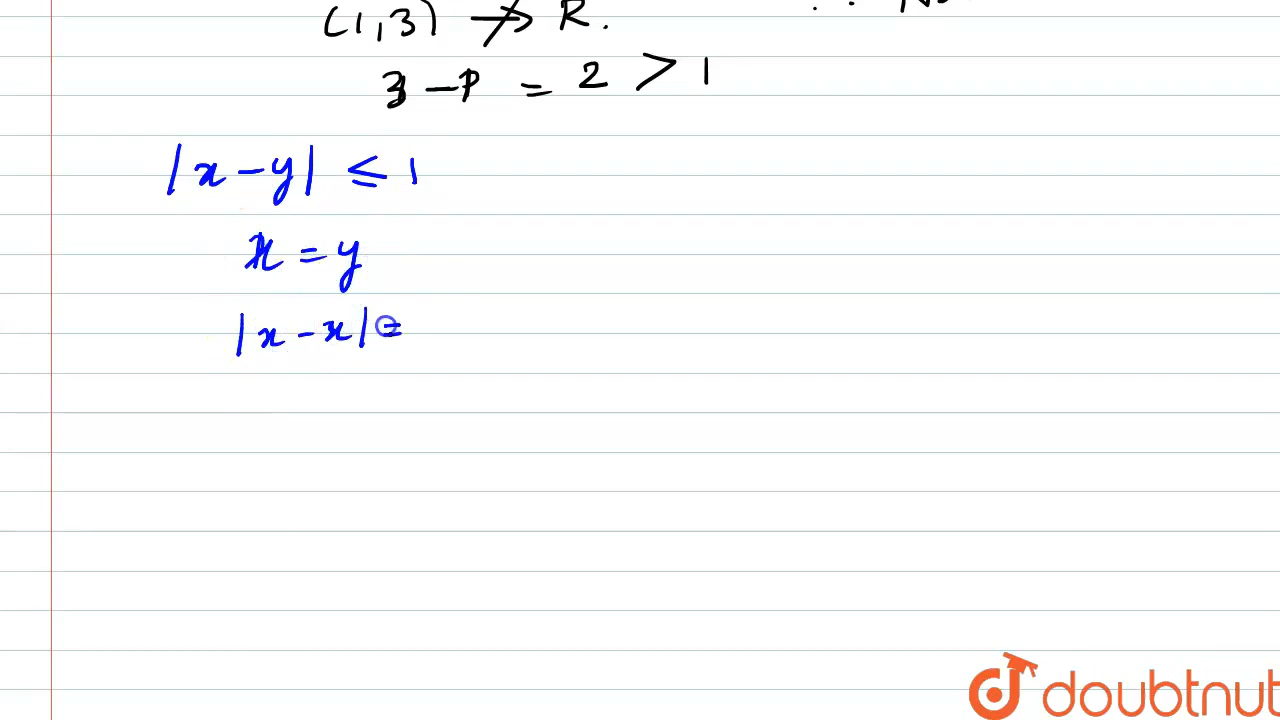 (1,3) ↛ R.
3 - 1 = 2 > 1
|x - y| ≤ 1
x = y
|x - x| =
doubtnut